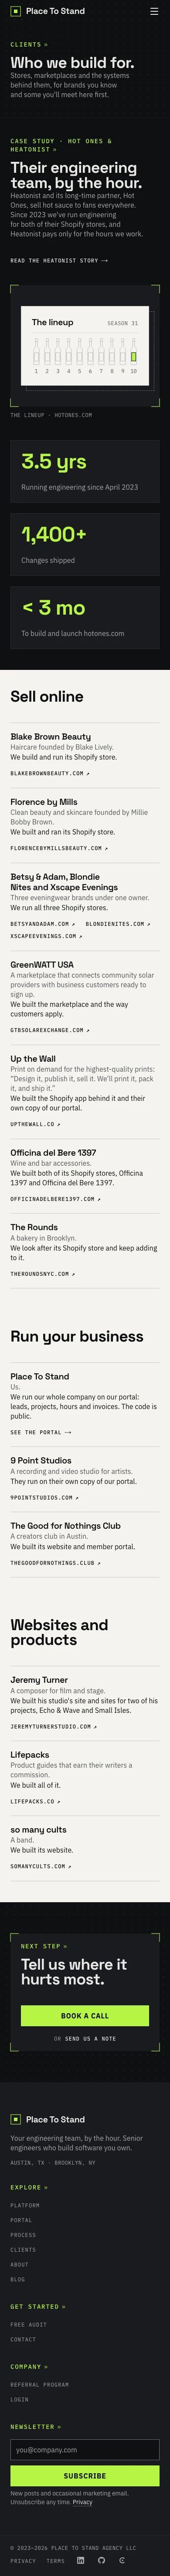 Place To Stand
CLIENTS »
Who we build for.
Stores, marketplaces and the systems
behind them, for brands you know
and some you'll meet here first.
CASE STUDY · HOT ONES &
HEATONIST »
Their engineering
team, by the hour.
Heatonist and its long-time partner, Hot
Ones, sell hot sauce to fans everywhere.
Since 2023 we've engineered
for both of their Shopify stores, and
Heatonist pays only for the hours we work.
READ THE HEATONIST STORY ⟶
The lineup
SEASON 31
1 2 3 4 5 6 7 8 9 10
THE LINEUP · HOTONES.COM
3.5 yrs
Running engineering since April 2023
1,400+
Changes shipped
< 3 mo
To build and launch hotones.com
Sell online
Blake Brown Beauty
Haircare founded by Blake Lively.
We build and run its Shopify store.
BLAKEBROWNBEAUTY.COM ↗
Florence by Mills
Clean beauty and skincare founded by Millie
Bobby Brown.
We built and ran its Shopify store.
FLORENCEBYMILLSBEAUTY.COM ↗
Betsy & Adam, Blondie
Nites and Xscape Evenings
Three eveningwear brands under one owner.
We run all three Shopify stores.
BETSYANDADAM.COM ↗ BLONDIENITES.COM ↗
XSCAPEEVENINGS.COM ↗
GreenWATT USA
A marketplace that connects community solar
providers with business customers ready to
sign up.
We built the marketplace and the way
customers apply.
GTBSOLAREXCHANGE.COM ↗
Up the Wall
Print on demand for the highest-quality prints:
“Design it, publish it, sell it. We'll print it, pack
it, and ship it.”
We built the Shopify app behind it and their
own copy of our portal.
UPTHEWALL.CO ↗
Officina del Bere 1397
Wine and bar accessories.
We built both of its Shopify stores, Officina
1397 and Officina del Bere 1397.
OFFICINADELBERE1397.COM ↗
The Rounds
A bakery in Brooklyn.
We look after its Shopify store and keep adding
to it.
THEROUNDSNYC.COM ↗
Run your business
Place To Stand
Us.
We run our whole company on our portal:
leads, projects, hours and invoices. The code is
public.
SEE THE PORTAL ⟶
9 Point Studios
A recording and video studio for artists.
They run on their own copy of our portal.
9POINTSTUDIOS.COM ↗
The Good for Nothings Club
A creators club in Austin.
We built its website and member portal.
THEGOODFORNOTHINGS.CLUB ↗
Websites and
products
Jeremy Turner
A composer for film and stage.
We built his studio's site and sites for two of his
projects, Echo & Wave and Small Isles.
JEREMYTURNERSTUDIO.COM ↗
Lifepacks
Product guides that earn their writers a
commission.
We built all of it.
LIFEPACKS.CO ↗
so many cults
A band.
We built its website.
SOMANYCULTS.COM ↗
NEXT STEP »
Tell us where it
hurts most.
BOOK A CALL
OR SEND US A NOTE
Place To Stand
Your engineering team, by the hour. Senior
engineers who build software you own.
AUSTIN, TX · BROOKLYN, NY
EXPLORE »
PLATFORM
PORTAL
PROCESS
CLIENTS
ABOUT
BLOG
GET STARTED »
FREE AUDIT
CONTACT
COMPANY »
REFERRAL PROGRAM
LOGIN
NEWSLETTER »
you@company.com
SUBSCRIBE
New posts and occasional marketing email.
Unsubscribe any time. Privacy
© 2023–2026 PLACE TO STAND AGENCY LLC
PRIVACY TERMS